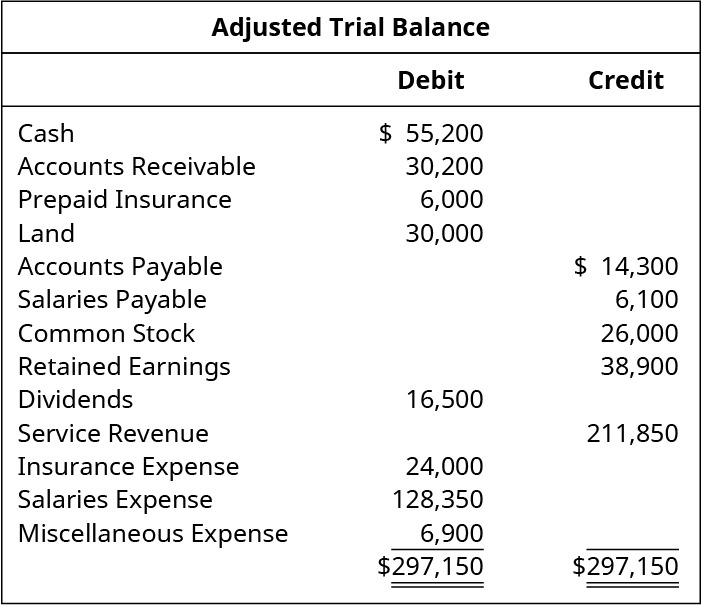 Adjusted Trial Balance
Debit Credit
Cash $ 55,200
Accounts Receivable 30,200
Prepaid Insurance 6,000
Land 30,000
Accounts Payable $ 14,300
Salaries Payable 6,100
Common Stock 26,000
Retained Earnings 38,900
Dividends 16,500
Service Revenue 211,850
Insurance Expense 24,000
Salaries Expense 128,350
Miscellaneous Expense 6,900
$297,150 $297,150